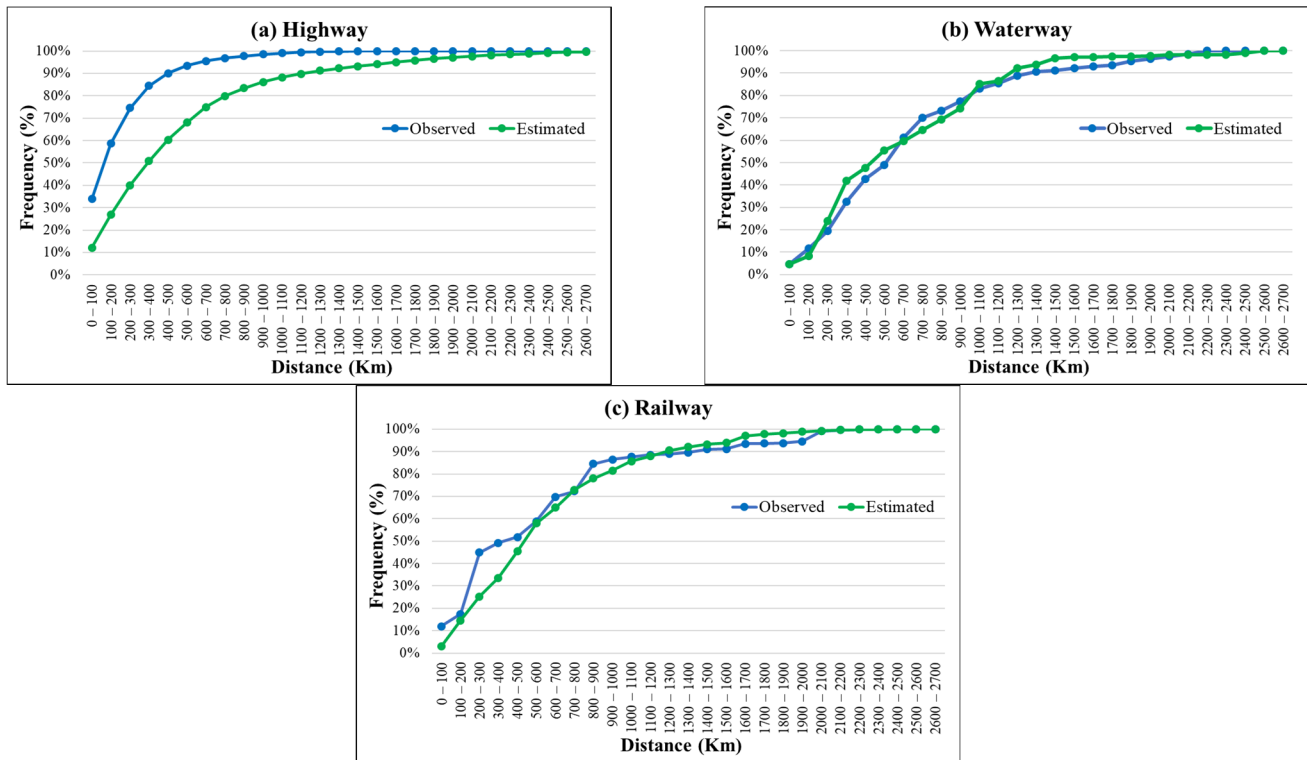 (a) Highway
Frequency (%)
100%
90%
80%
70%
60%
50%
40%
30%
20%
10%
0%
Observed
Estimated
0 – 100
100 – 200
200 – 300
300 – 400
400 – 500
500 – 600
600 – 700
700 – 800
800 – 900
900 – 1000
1000 – 1100
1100 – 1200
1200 – 1300
1300 – 1400
1400 – 1500
1500 – 1600
1600 – 1700
1700 – 1800
1800 – 1900
1900 – 2000
2000 – 2100
2100 – 2200
2200 – 2300
2300 – 2400
2400 – 2500
2500 – 2600
2600 – 2700
Distance (Km)
(b) Waterway
Frequency (%)
100%
90%
80%
70%
60%
50%
40%
30%
20%
10%
0%
Observed
Estimated
0 – 100
100 – 200
200 – 300
300 – 400
400 – 500
500 – 600
600 – 700
700 – 800
800 – 900
900 – 1000
1000 – 1100
1100 – 1200
1200 – 1300
1300 – 1400
1400 – 1500
1500 – 1600
1600 – 1700
1700 – 1800
1800 – 1900
1900 – 2000
2000 – 2100
2100 – 2200
2200 – 2300
2300 – 2400
2400 – 2500
2500 – 2600
2600 – 2700
Distance (Km)
(c) Railway
Frequency (%)
100%
90%
80%
70%
60%
50%
40%
30%
20%
10%
0%
Observed
Estimated
0 – 100
100 – 200
200 – 300
300 – 400
400 – 500
500 – 600
600 – 700
700 – 800
800 – 900
900 – 1000
1000 – 1100
1100 – 1200
1200 – 1300
1300 – 1400
1400 – 1500
1500 – 1600
1600 – 1700
1700 – 1800
1800 – 1900
1900 – 2000
2000 – 2100
2100 – 2200
2200 – 2300
2300 – 2400
2400 – 2500
2500 – 2600
2600 – 2700
Distance (Km)